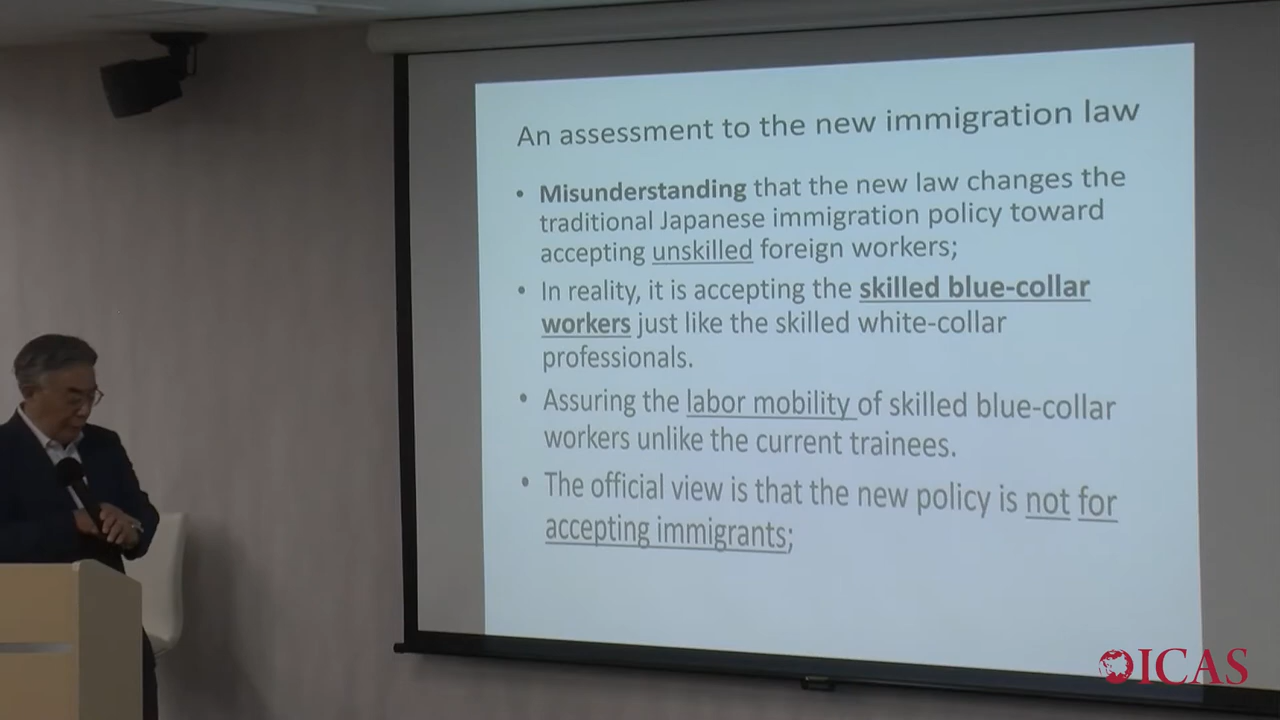 An assessment to the new immigration law
• Misunderstanding that the new law changes the
traditional Japanese immigration policy toward
accepting unskilled foreign workers;
• In reality, it is accepting the skilled blue-collar
workers just like the skilled white-collar
professionals.
• Assuring the labor mobility of skilled blue-collar
workers unlike the current trainees.
• The official view is that the new policy is not for
accepting immigrants;
ICAS